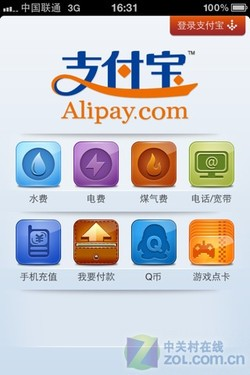 中国联通 3G 16:31 100%
登录支付宝
支付宝™
Alipay.com
水费 电费 煤气费 电话/宽带
手机充值 我要付款 Q币 游戏点卡
中关村在线
zol.com.cn